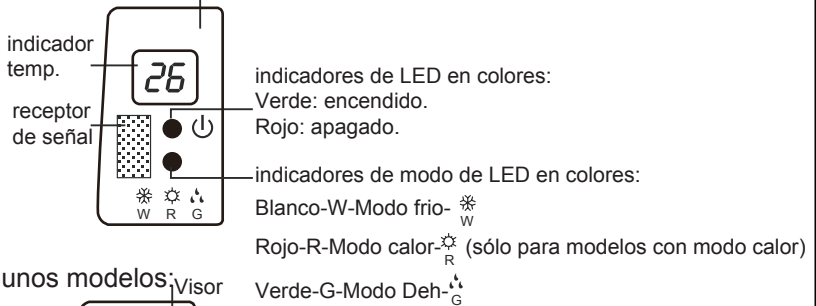 indicador
temp.
26
receptor
de señal
W R G
indicadores de LED en colores:
Verde: encendido.
Rojo: apagado.
indicadores de modo de LED en colores:
Blanco-W-Modo frio- W
Rojo-R-Modo calor- R (sólo para modelos con modo calor)
Verde-G-Modo Deh- G
unos modelos:
Visor